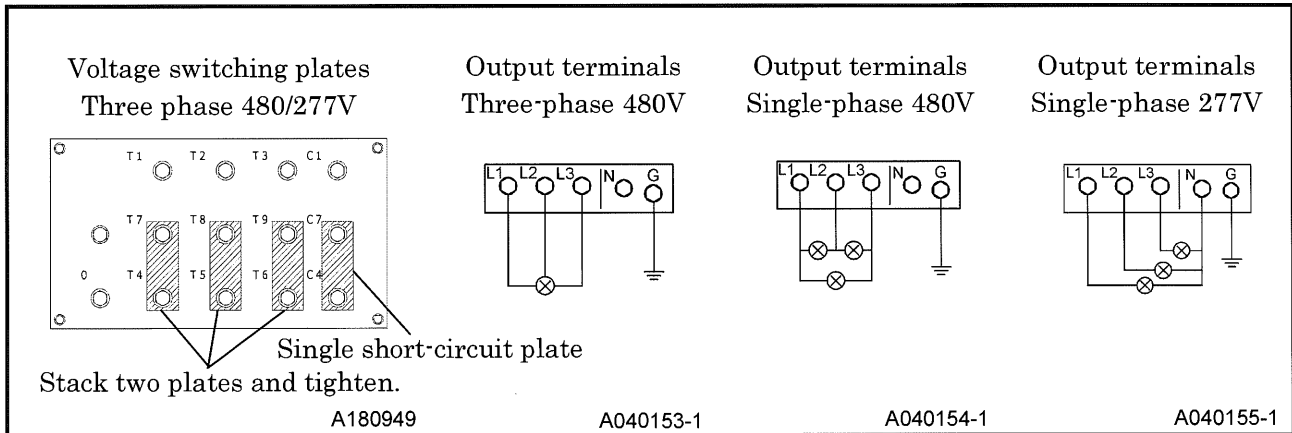 Voltage switching plates
Three phase 480/277V
T1 T2 T3 C1
T7 T8 T9 C7
O T4 T5 T6 C4
Single short-circuit plate
Stack two plates and tighten.
A180949
Output terminals
Three-phase 480V
L1 L2 L3 N G
A040153-1
Output terminals
Single-phase 480V
L1 L2 L3 N G
A040154-1
Output terminals
Single-phase 277V
L1 L2 L3 N G
A040155-1